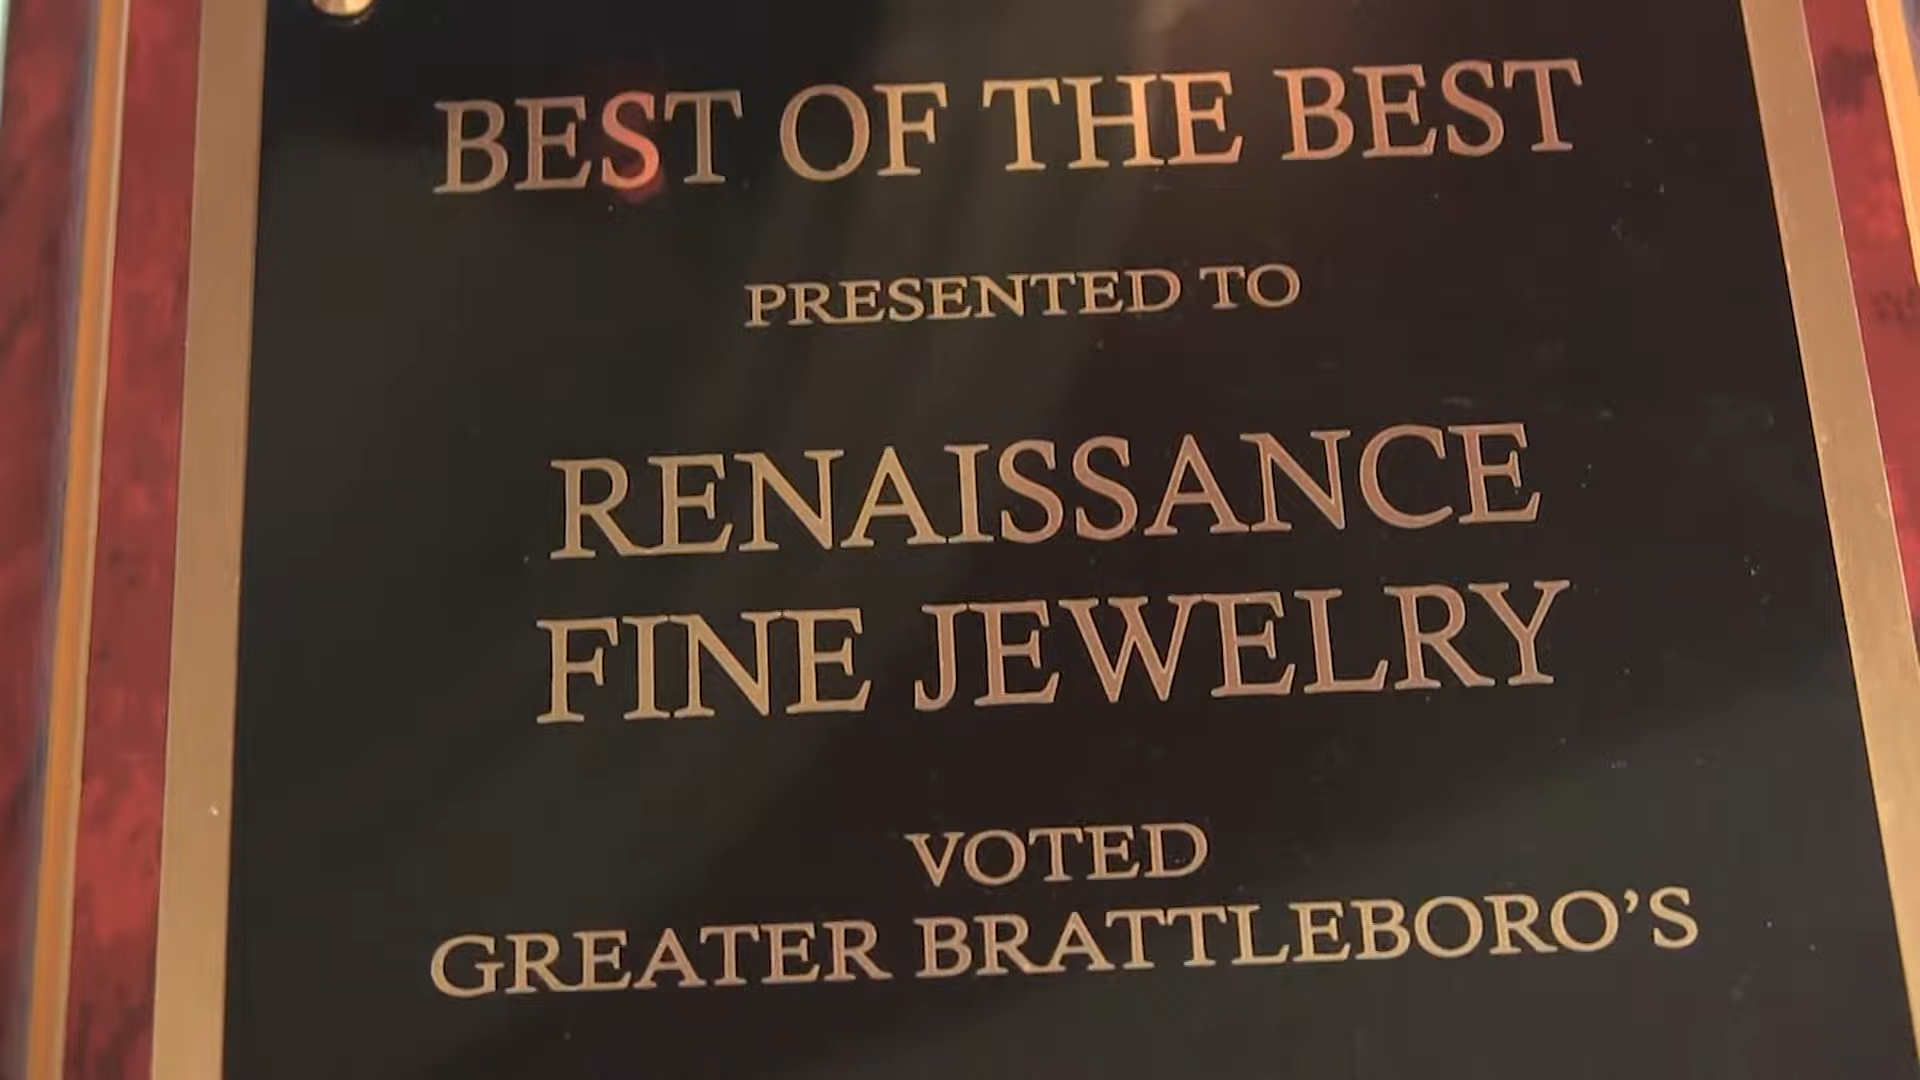 BEST OF THE BEST
PRESENTED TO
RENAISSANCE
FINE JEWELRY
VOTED
GREATER BRATTLEBORO'S